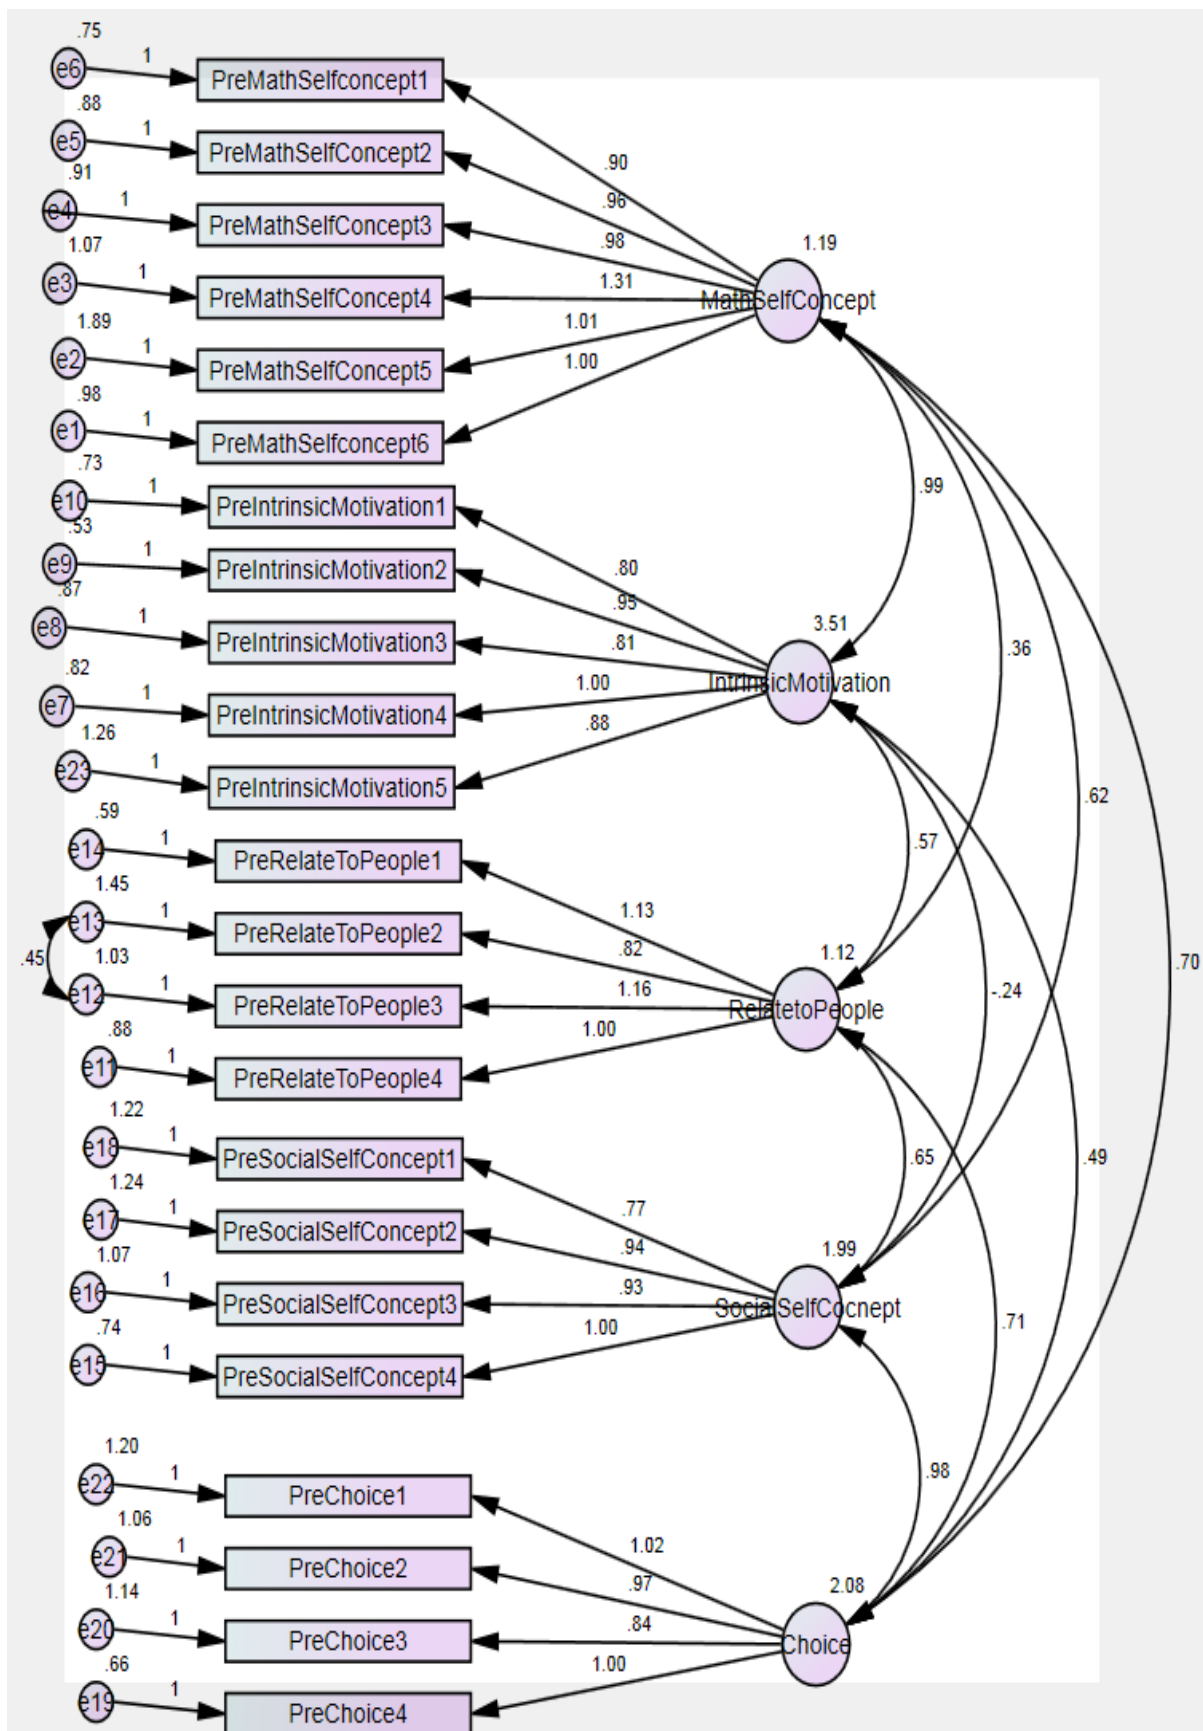 .75
e6 1 PreMathSelfconcept1
.88
e5 1 PreMathSelfConcept2
.90
.91
e4 1 PreMathSelfConcept3
.96
1.07
.98
1.19
e3 1 PreMathSelfConcept4
1.31
MathSelfConcept
1.89
e2 1 PreMathSelfConcept5
1.01
.98
1.00
e1 1 PreMathSelfconcept6
.73
.99
e10 1 PreIntrinsicMotivation1
.53
e9 1 PreIntrinsicMotivation2
.80
.87
.95
e8 1 PreIntrinsicMotivation3
.81
3.51
.36
.82
1.00
IntrinsicMotivation
e7 1 PreIntrinsicMotivation4
1.26
.88
e23 1 PreIntrinsicMotivation5
.62
.59
.57
e14 1 PreRelateToPeople1
1.45
1.13
e13 1 PreRelateToPeople2
.82
1.12
.45
1.03
.70
e12 1 PreRelateToPeople3
1.16
-.24
RelatetoPeople
.88
1.00
e11 1 PreRelateToPeople4
1.22
e18 1 PreSocialSelfConcept1
.65
.49
1.24
.77
e17 1 PreSocialSelfConcept2
.94
1.99
1.07
.93
e16 1 PreSocialSelfConcept3
SocialSelfCocnept
.74
1.00
.71
e15 1 PreSocialSelfConcept4
1.20
.98
e22 1 PreChoice1
1.06
1.02
e21 1 PreChoice2
.97
2.08
1.14
.84
e20 1 PreChoice3
Choice
.66
1.00
e19 1 PreChoice4